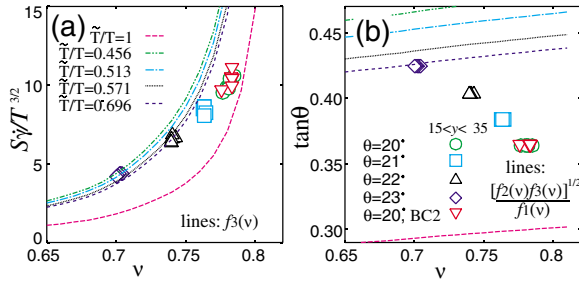 (a)
T̃/T=1
T̃/T=0.456
T̃/T=0.513
T̃/T=0.571
T̃/T=0.696
lines: f3(ν)
Sγ̇/T^3/2
15
10
5
0
0.65
0.7
0.75
0.8
ν
(b)
tanθ
0.45
0.40
0.35
0.30
15<y< 35
θ=20°
θ=21°
θ=22°
θ=23°
θ=20°, BC2
lines:
[f2(ν)f3(ν)]^1/2
f1(ν)
0.65
0.7
0.75
0.8
ν